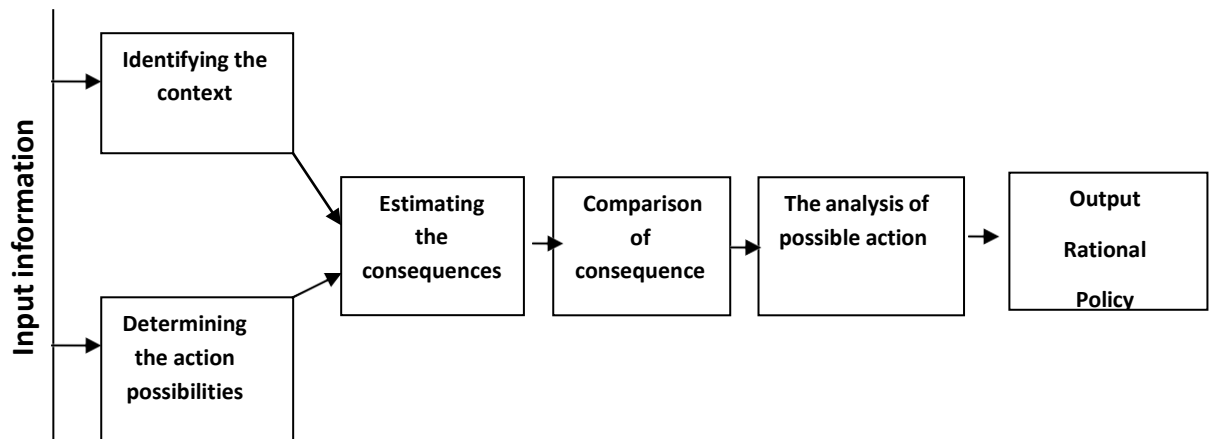 Input information
Identifying the
context
Determining
the action
possibilities
Estimating
the
consequences
Comparison
of
consequence
The analysis of
possible action
Output
Rational
Policy